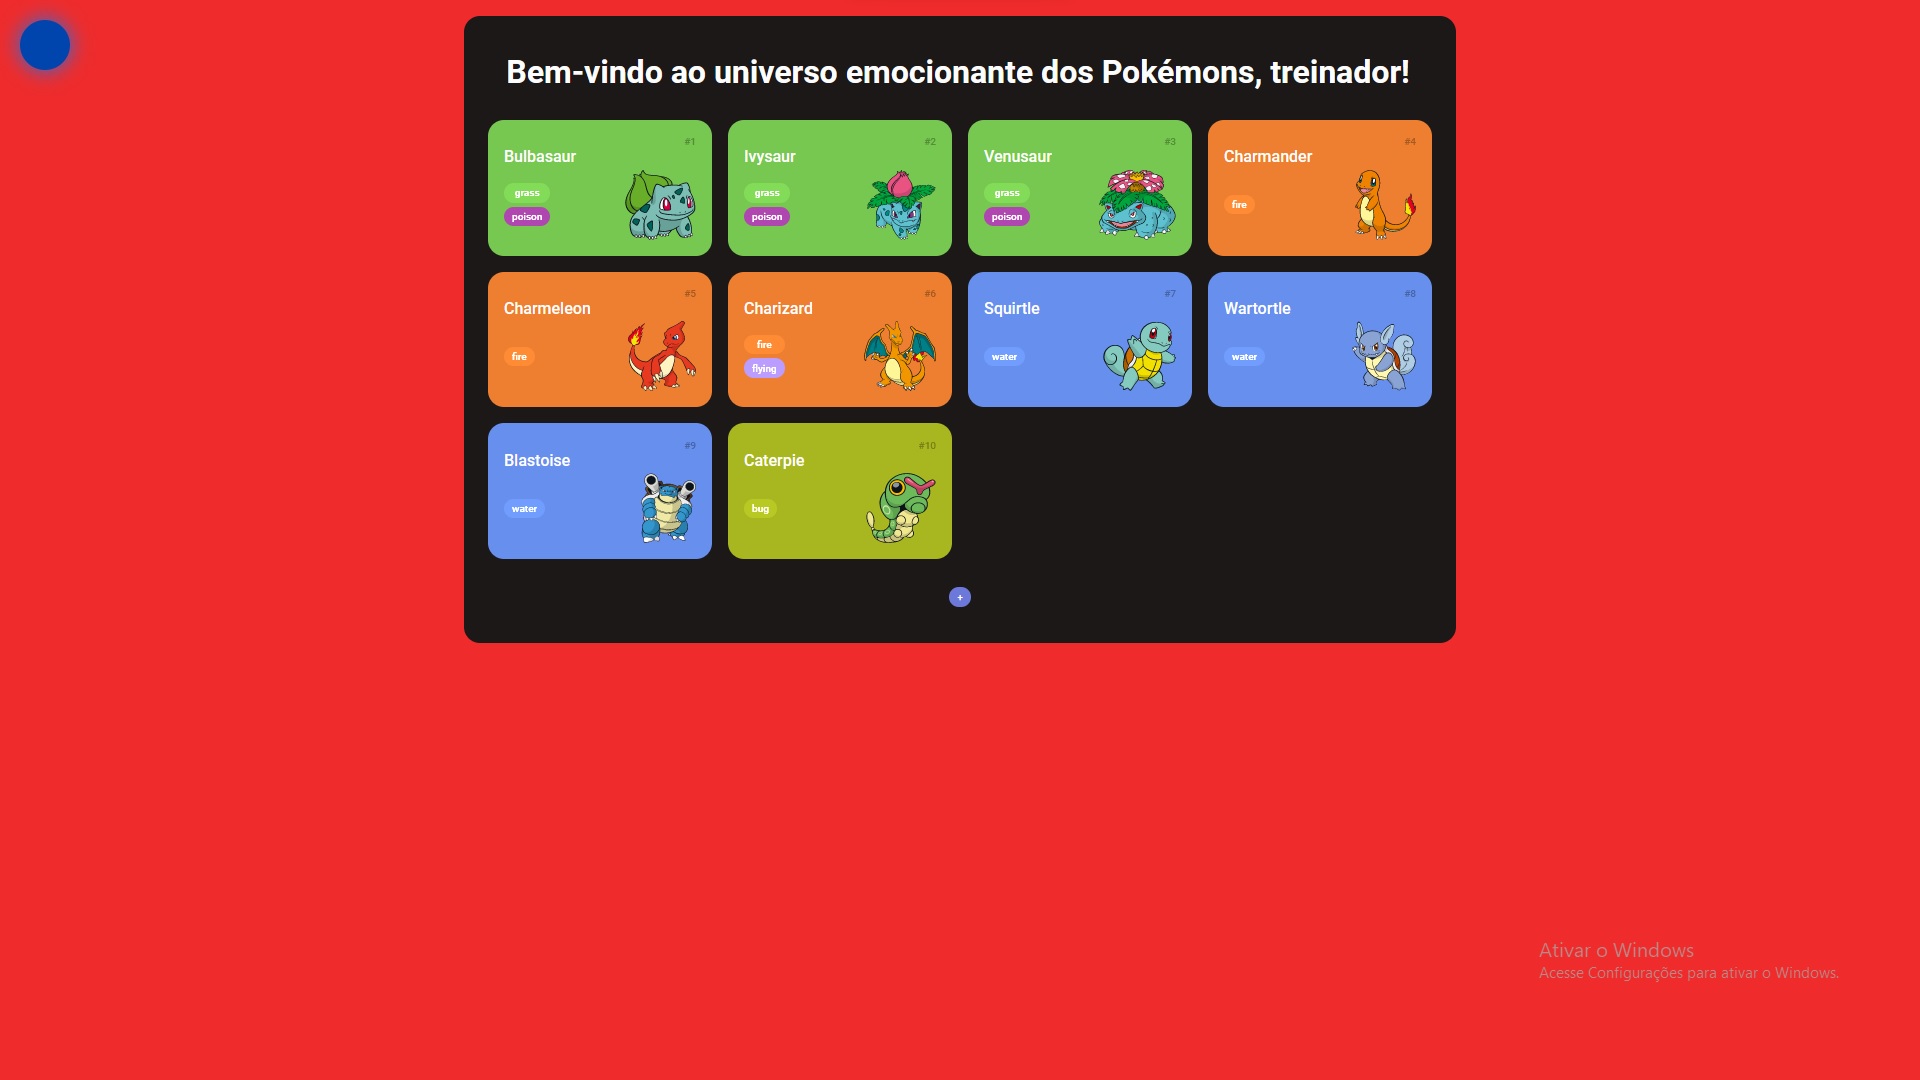 Bem-vindo ao universo emocionante dos Pokémons, treinador!
#1
Bulbasaur
grass
poison
#2
Ivysaur
grass
poison
#3
Venusaur
grass
poison
#4
Charmander
fire
#5
Charmeleon
fire
#6
Charizard
fire
flying
#7
Squirtle
water
#8
Wartortle
water
#9
Blastoise
water
#10
Caterpie
bug
+
Ativar o Windows
Acesse Configurações para ativar o Windows.